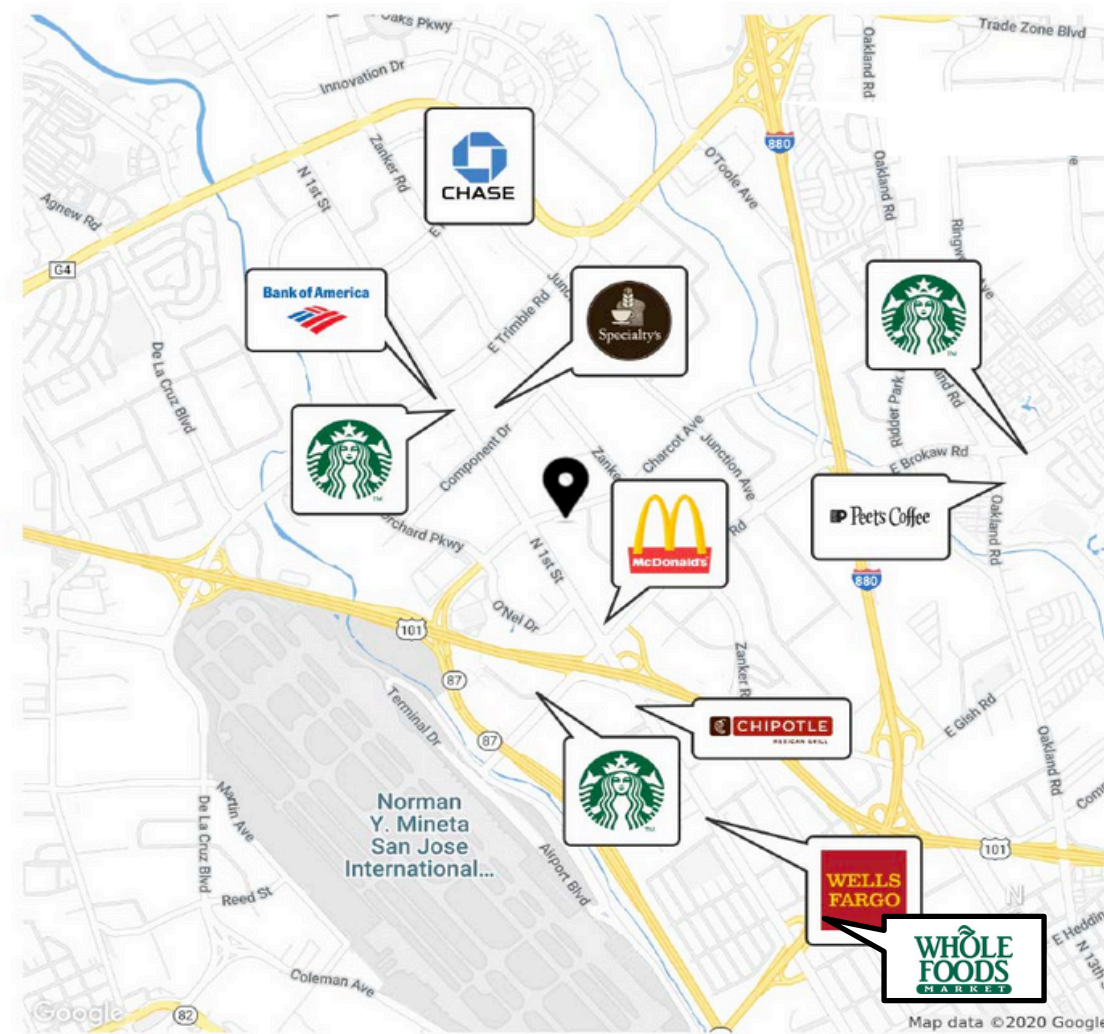 Oaks Pkwy
Trade Zone Blvd
Innovation Dr
Oakland Rd
880
Zanker Rd
N 1st St
CHASE
O'Toole Ave
Oakland Rd
Agnew Rd
G4
Bank of America
E Trimble Rd
Specialty's
TM
De La Cruz Blvd
Ridder Park
TM
Component Dr
Charcot Ave
Junction Ave
E Brokaw Rd
Orchard Pkwy
N 1st St
McDonald's
Rd
Peet's Coffee
Oakland Rd
880
O'Nel Dr
101
87
Zanker R
Terminal Dr
87
CHIPOTLE
MEXICAN GRILL
E Gish Rd
Oakland Rd
TM
Norman
Y. Mineta
San Jose
International...
Martin Ave
De La Cruz Blvd
Airport Blvd
101
WELLS
FARGO
N
Reed St
WHOLE
FOODS
MARKET
E Hedding
N 13th S
Coleman Ave
Google
82
Map data ©2020 Google